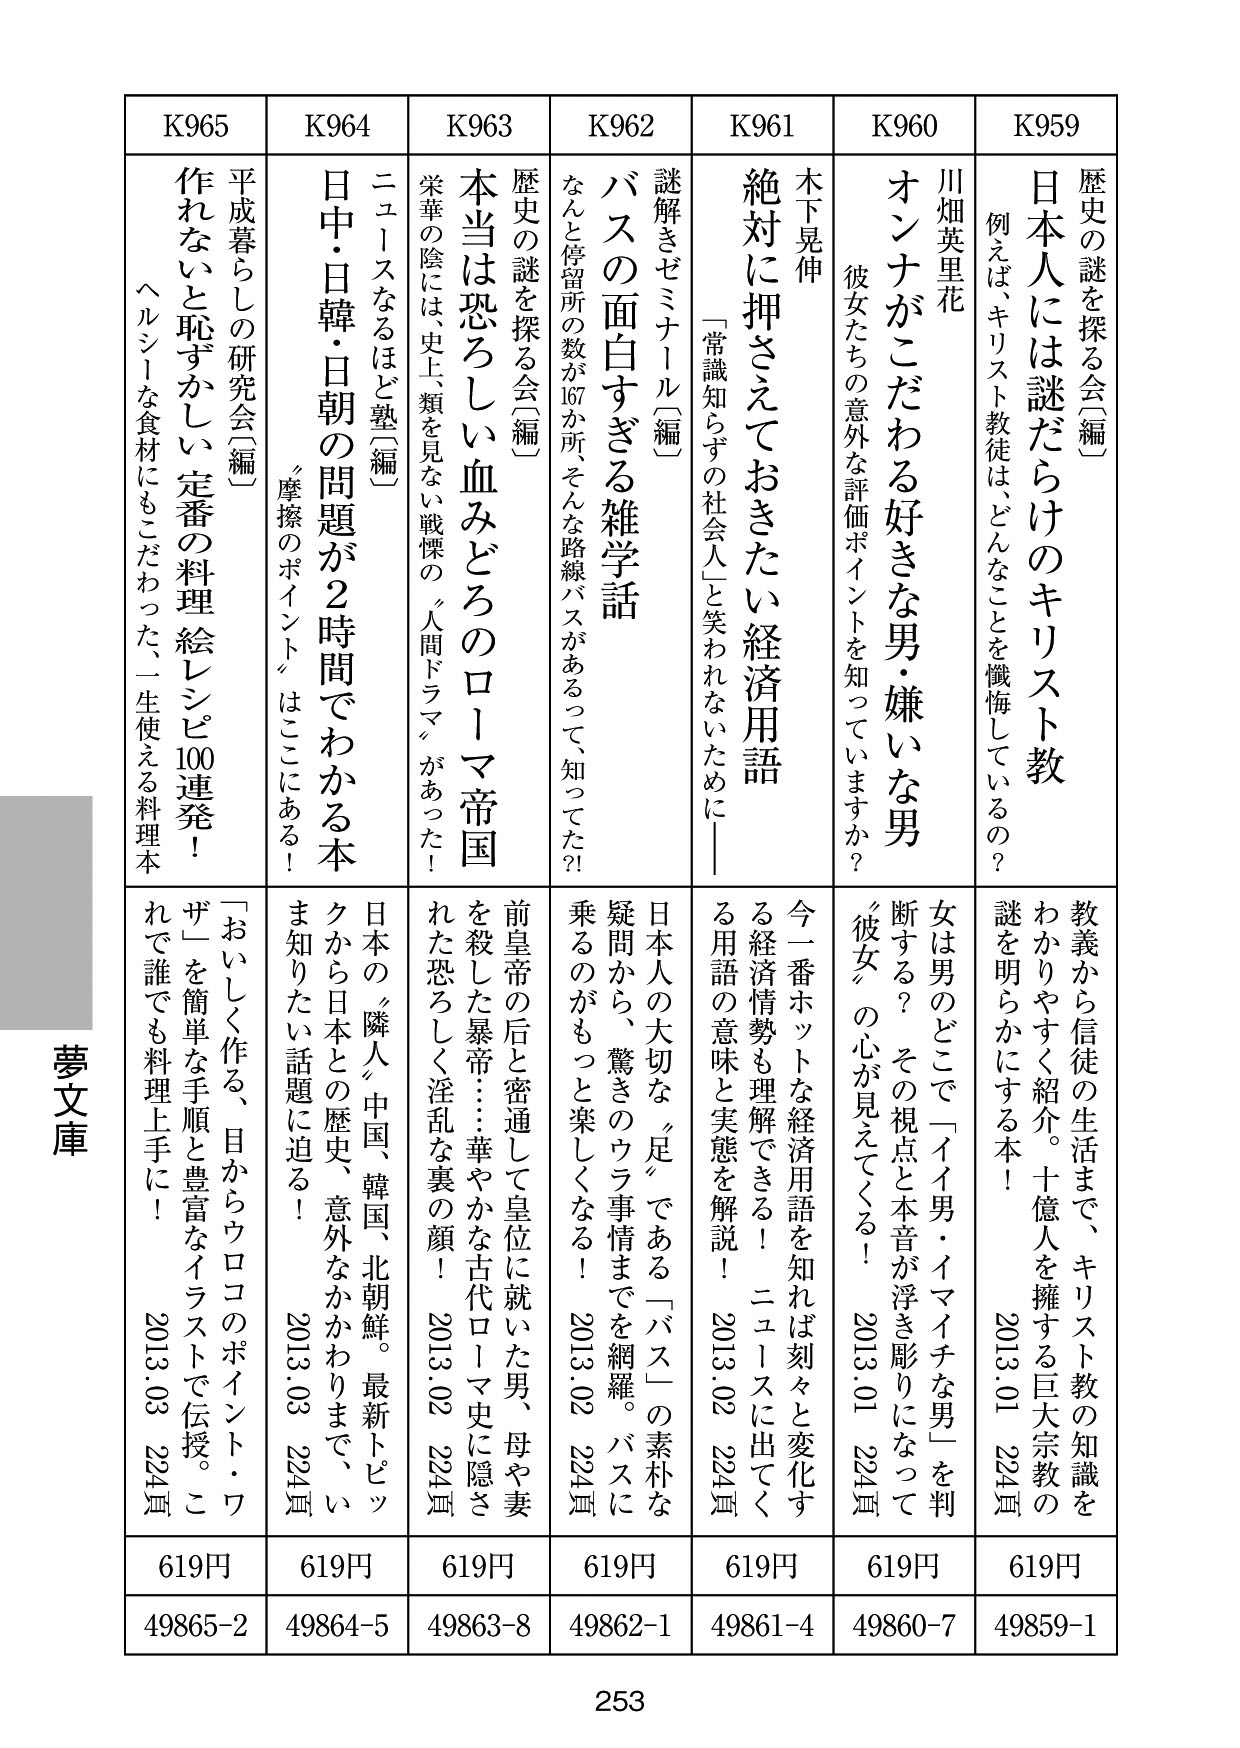 K959
歴史の謎を探る会〔編〕
日本人には謎だらけのキリスト教
例えば、キリスト教徒は、どんなことを懺悔しているの？
教義から信徒の生活まで、キリスト教の知識を
わかりやすく紹介。十億人を擁する巨大宗教の
謎を明らかにする本！ 2013.01 224頁
619円
49859-1
K960
川畑英里花
オンナがこだわる好きな男・嫌いな男
彼女たちの意外な評価ポイントを知っていますか？
女は男のどこで「イイ男・イマイチな男」を判
断する？ その視点と本音が浮き彫りになって
〝彼女〟の心が見えてくる！ 2013.01 224頁
619円
49860-7
K961
木下晃伸
絶対に押さえておきたい経済用語
「常識知らずの社会人」と笑われないために──
今一番ホットな経済用語を知れば刻々と変化す
る経済情勢も理解できる！ ニュースに出てく
る用語の意味と実態を解説！ 2013.02 224頁
619円
49861-4
K962
謎解きゼミナール〔編〕
バスの面白すぎる雑学話
なんと停留所の数が167か所、そんな路線バスがあるって、知ってた?!
日本人の大切な〝足〟である「バス」の素朴な
疑問から、驚きのウラ事情までを網羅。バスに
乗るのがもっと楽しくなる！ 2013.02 224頁
619円
49862-1
K963
歴史の謎を探る会〔編〕
本当は恐ろしい血みどろのローマ帝国
栄華の陰には、史上、類を見ない戦慄の〝人間ドラマ〟があった！
前皇帝の后と密通して皇位に就いた男、母や妻
を殺した暴帝……華やかな古代ローマ史に隠さ
れた恐ろしく淫乱な裏の顔！ 2013.02 224頁
619円
49863-8
K964
ニュースなるほど塾〔編〕
日中・日韓・日朝の問題が２時間でわかる本
〝摩擦のポイント〟はここにある！
日本の〝隣人〟中国、韓国、北朝鮮。最新トピッ
クから日本との歴史、意外なかかわりまで、い
ま知りたい話題に迫る！ 2013.03 224頁
619円
49864-5
K965
平成暮らしの研究会〔編〕
作れないと恥ずかしい 定番の料理 絵レシピ100連発！
ヘルシーな食材にもこだわった、一生使える料理本
「おいしく作る、目からウロコのポイント・ワ
ザ」を簡単な手順と豊富なイラストで伝授。こ
れで誰でも料理上手に！ 2013.03 224頁
619円
49865-2
夢文庫
253